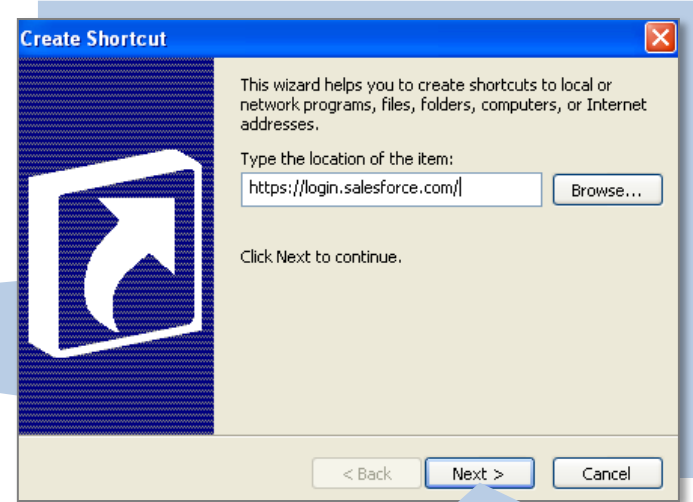 Create Shortcut
This wizard helps you to create shortcuts to local or
network programs, files, folders, computers, or Internet
addresses.
Type the location of the item:
https://login.salesforce.com/
Browse...
Click Next to continue.
< Back
Next >
Cancel